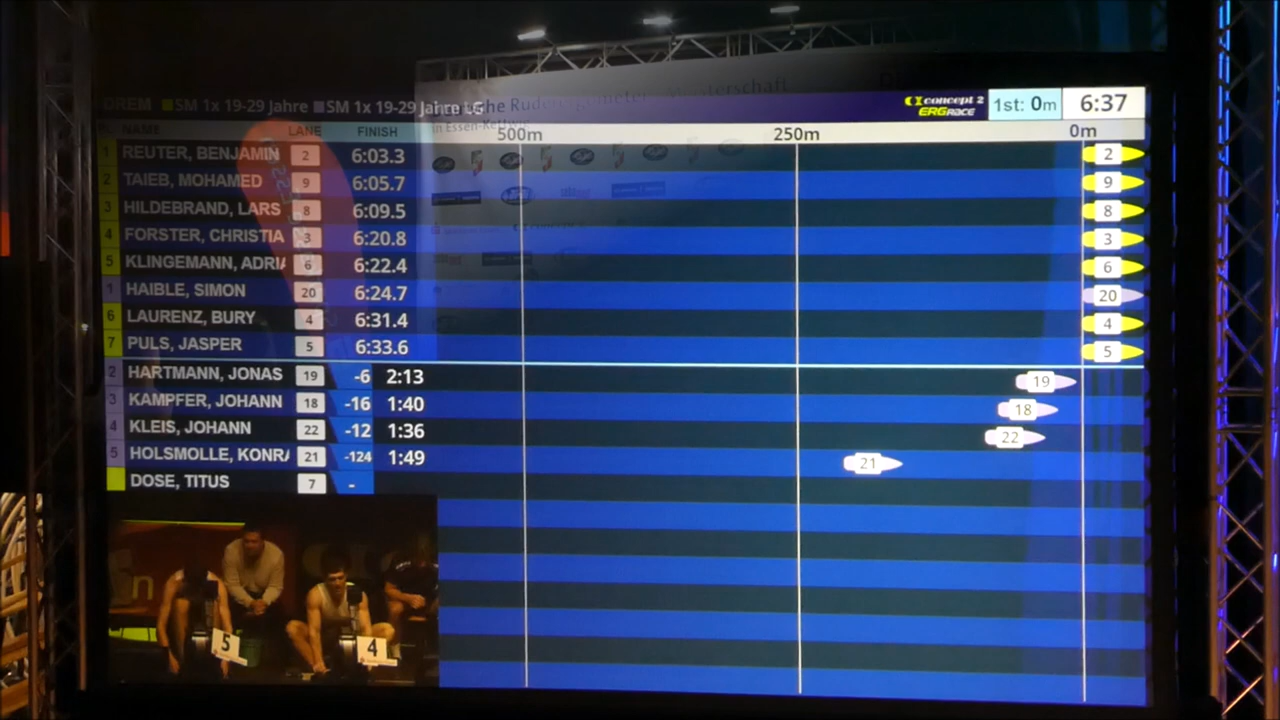 OREM SM 1x 19-29 Jahre SM 1x 19-29 Jahre LG
concept 2
ERGRACE
1st: 0m 6:37
NAME LANE FINISH 500m 250m 0m
in Essen-Kettwig
1 REUTER, BENJAMIN 2 6:03.3 2
2 TAIEB, MOHAMED 9 6:05.7 9
3 HILDEBRAND, LARS 8 6:09.5 8
4 FORSTER, CHRISTIA 3 6:20.8 3
5 KLINGEMANN, ADRIA 6 6:22.4 6
1 HAIBLE, SIMON 20 6:24.7 20
6 LAURENZ, BURY 4 6:31.4 4
7 PULS, JASPER 5 6:33.6 5
2 HARTMANN, JONAS 19 -6 2:13 19
3 KAMPFER, JOHANN 18 -16 1:40 18
4 KLEIS, JOHANN 22 -12 1:36 22
5 HOLSMOLLE, KONRA 21 -124 1:49 21
DOSE, TITUS 7 -
5
4